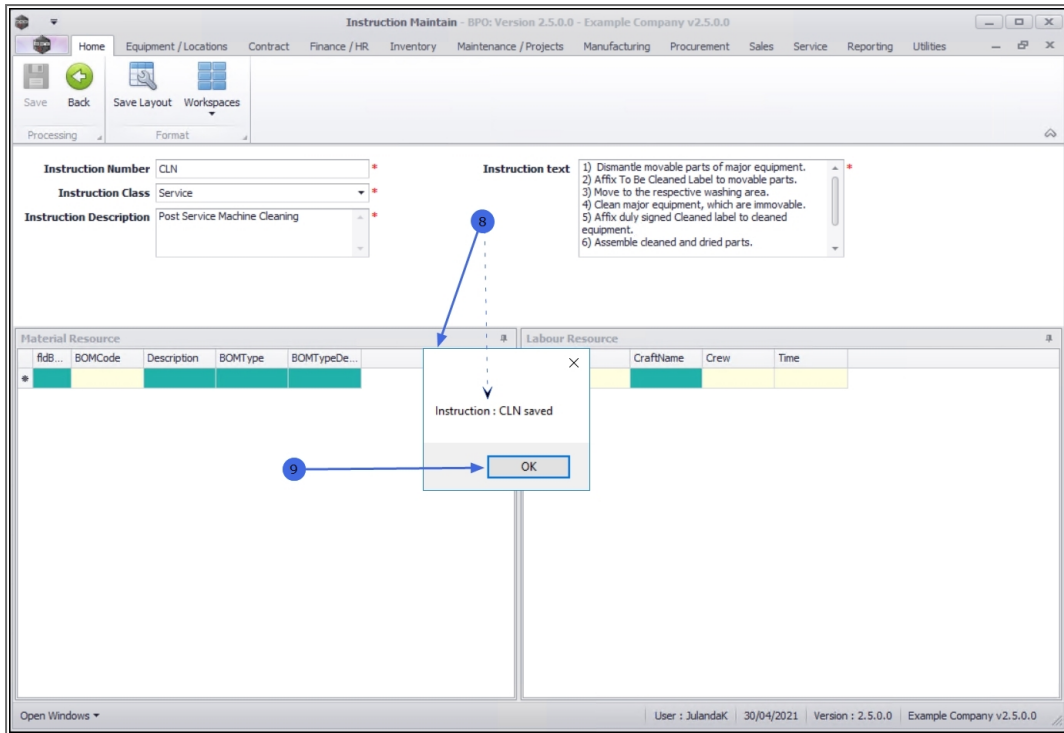 Instruction Maintain - BPO: Version 2.5.0.0 - Example Company v2.5.0.0
Home Equipment / Locations Contract Finance / HR Inventory Maintenance / Projects Manufacturing Procurement Sales Service Reporting Utilities
Save Back Save Layout Workspaces
Processing Format
Instruction Number CLN *
Instruction Class Service *
Instruction Description Post Service Machine Cleaning *
Instruction text *
1) Dismantle movable parts of major equipment.
2) Affix To Be Cleaned Label to movable parts.
3) Move to the respective washing area.
4) Clean major equipment, which are immovable.
5) Affix duly signed Cleaned label to cleaned
equipment.
6) Assemble cleaned and dried parts.
8
Material Resource
fldB... BOMCode Description BOMType BOMTypeDe...
Labour Resource
CraftName Crew Time
Instruction : CLN saved
9
OK
Open Windows User : JulandaK 30/04/2021 Version : 2.5.0.0 Example Company v2.5.0.0